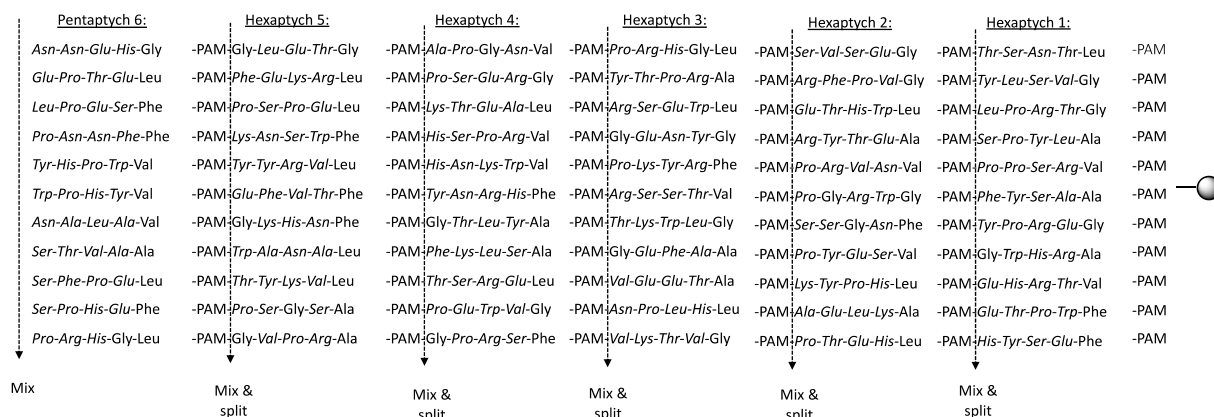 Pentaptych 6: Hexaptych 5: Hexaptych 4: Hexaptych 3: Hexaptych 2: Hexaptych 1:
Asn-Asn-Glu-His-Gly -PAM-Gly-Leu-Glu-Thr-Gly -PAM-Ala-Pro-Gly-Asn-Val -PAM-Pro-Arg-His-Gly-Leu -PAM-Ser-Val-Ser-Glu-Gly -PAM-Thr-Ser-Asn-Thr-Leu -PAM
Glu-Pro-Thr-Glu-Leu -PAM-Phe-Glu-Lys-Arg-Leu -PAM-Pro-Ser-Glu-Arg-Gly -PAM-Tyr-Thr-Pro-Arg-Ala -PAM-Arg-Phe-Pro-Val-Gly -PAM-Tyr-Leu-Ser-Val-Gly -PAM
Leu-Pro-Glu-Ser-Phe -PAM-Pro-Ser-Pro-Glu-Leu -PAM-Lys-Thr-Glu-Ala-Leu -PAM-Arg-Ser-Glu-Trp-Leu -PAM-Glu-Thr-His-Trp-Leu -PAM-Leu-Pro-Arg-Thr-Gly -PAM
Pro-Asn-Asn-Phe-Phe -PAM-Lys-Asn-Ser-Trp-Phe -PAM-His-Ser-Pro-Arg-Val -PAM-Gly-Glu-Asn-Tyr-Gly -PAM-Arg-Tyr-Thr-Glu-Ala -PAM-Ser-Pro-Tyr-Leu-Ala -PAM
Tyr-His-Pro-Trp-Val -PAM-Tyr-Tyr-Arg-Val-Leu -PAM-His-Asn-Lys-Trp-Val -PAM-Pro-Lys-Tyr-Arg-Phe -PAM-Pro-Arg-Val-Asn-Val -PAM-Pro-Pro-Ser-Arg-Val -PAM
Trp-Pro-His-Tyr-Val -PAM-Glu-Phe-Val-Thr-Phe -PAM-Tyr-Asn-Arg-His-Phe -PAM-Arg-Ser-Ser-Thr-Val -PAM-Pro-Gly-Arg-Trp-Gly -PAM-Phe-Tyr-Ser-Ala-Ala -PAM
Asn-Ala-Leu-Ala-Val -PAM-Gly-Lys-His-Asn-Phe -PAM-Gly-Thr-Leu-Tyr-Ala -PAM-Thr-Lys-Trp-Leu-Gly -PAM-Ser-Ser-Gly-Asn-Phe -PAM-Tyr-Pro-Arg-Glu-Gly -PAM
Ser-Thr-Val-Ala-Ala -PAM-Trp-Ala-Asn-Ala-Leu -PAM-Phe-Lys-Leu-Ser-Ala -PAM-Gly-Glu-Phe-Ala-Ala -PAM-Pro-Tyr-Glu-Ser-Val -PAM-Gly-Trp-His-Arg-Ala -PAM
Ser-Phe-Pro-Glu-Leu -PAM-Thr-Tyr-Lys-Val-Leu -PAM-Thr-Ser-Arg-Glu-Leu -PAM-Val-Glu-Glu-Thr-Ala -PAM-Lys-Tyr-Pro-His-Leu -PAM-Glu-His-Arg-Thr-Val -PAM
Ser-Pro-His-Glu-Phe -PAM-Pro-Ser-Gly-Ser-Ala -PAM-Pro-Glu-Trp-Val-Gly -PAM-Asn-Pro-Leu-His-Leu -PAM-Ala-Glu-Leu-Lys-Ala -PAM-Glu-Thr-Pro-Trp-Phe -PAM
Pro-Arg-His-Gly-Leu -PAM-Gly-Val-Pro-Arg-Ala -PAM-Gly-Pro-Arg-Ser-Phe -PAM-Val-Lys-Thr-Val-Gly -PAM-Pro-Thr-Glu-His-Leu -PAM-His-Tyr-Ser-Glu-Phe -PAM
Mix Mix & Mix & Mix & Mix & Mix &
split split split split split